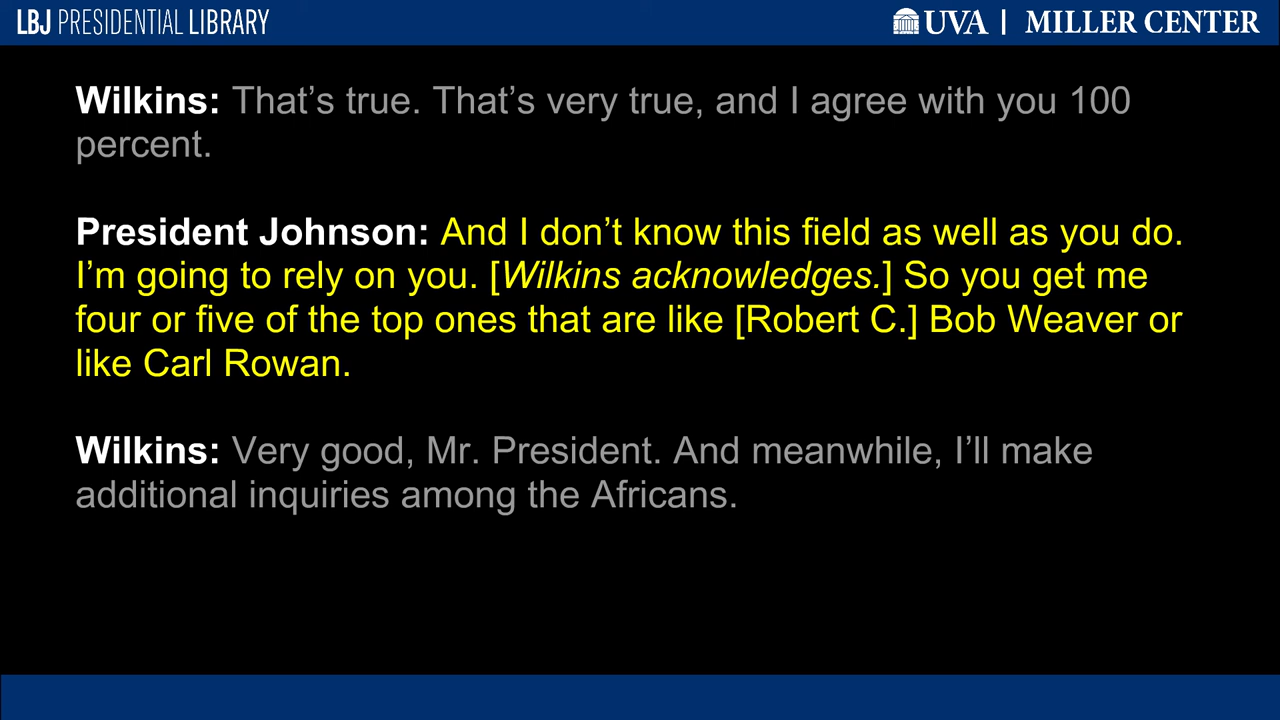 LBJ PRESIDENTIAL LIBRARY
UVA | MILLER CENTER
Wilkins: That’s true. That’s very true, and I agree with you 100
percent.
President Johnson: And I don’t know this field as well as you do.
I’m going to rely on you. [Wilkins acknowledges.] So you get me
four or five of the top ones that are like [Robert C.] Bob Weaver or
like Carl Rowan.
Wilkins: Very good, Mr. President. And meanwhile, I’ll make
additional inquiries among the Africans.